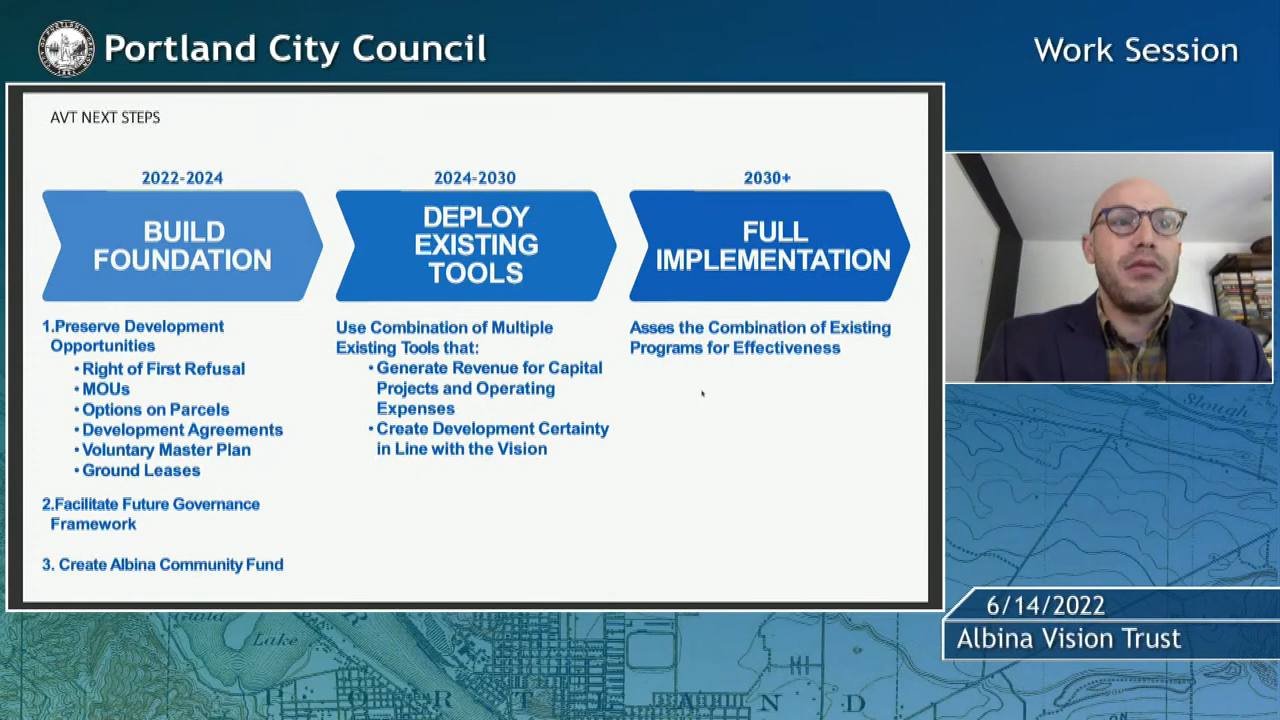 Portland City Council
Work Session
AVT NEXT STEPS
2022-2024
BUILD
FOUNDATION
1.Preserve Development
Opportunities
• Right of First Refusal
• MOUs
• Options on Parcels
• Development Agreements
• Voluntary Master Plan
• Ground Leases
2.Facilitate Future Governance
Framework
3. Create Albina Community Fund
2024-2030
DEPLOY
EXISTING
TOOLS
Use Combination of Multiple
Existing Tools that:
• Generate Revenue for Capital
Projects and Operating
Expenses
• Create Development Certainty
in Line with the Vision
2030+
FULL
IMPLEMENTATION
Asses the Combination of Existing
Programs for Effectiveness
Slough
6/14/2022
Albina Vision Trust
Guild
Lake
P O R T L A N D